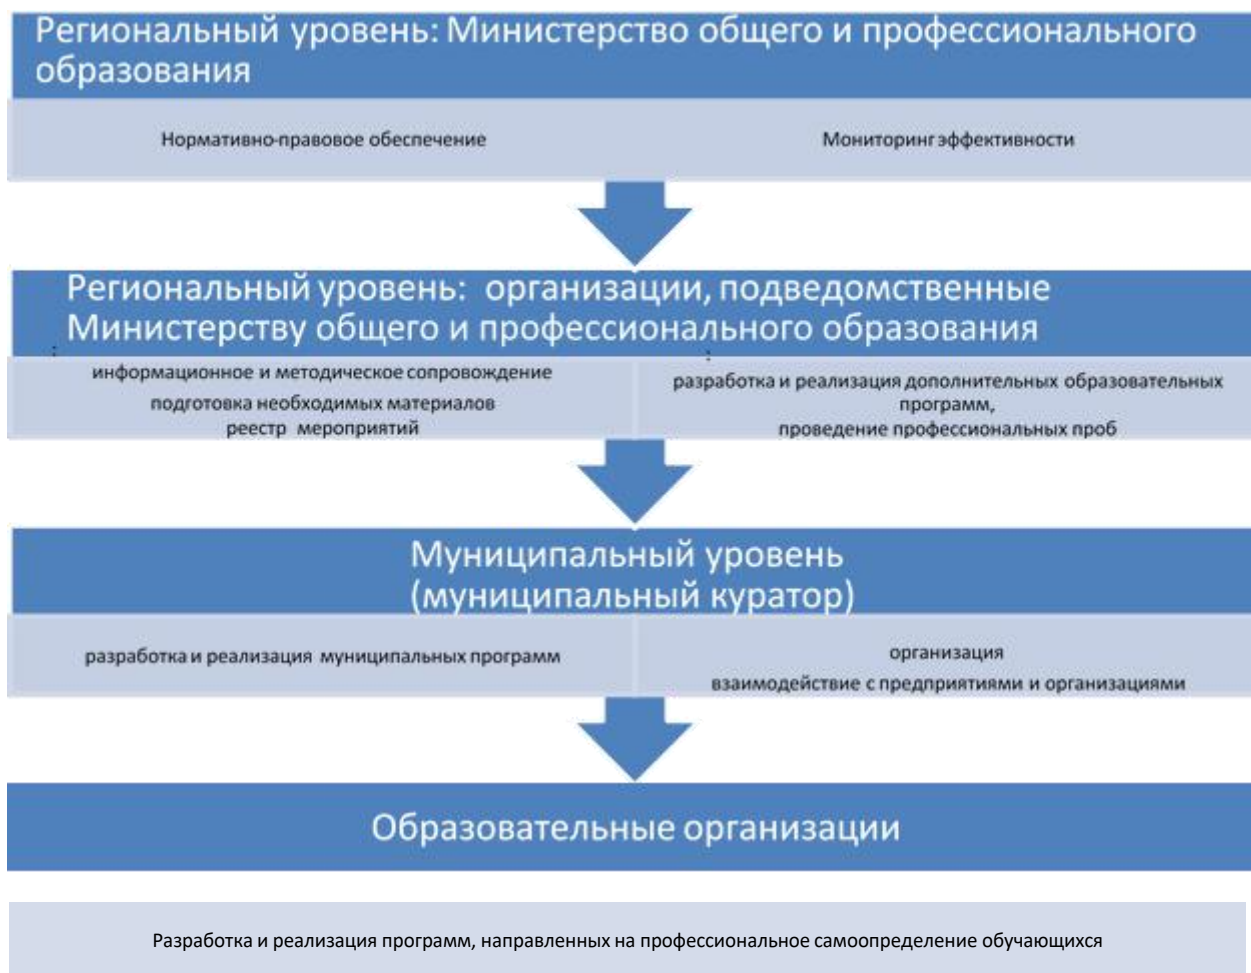 Региональный уровень: Министерство общего и профессионального
образования
Нормативно-правовое обеспечение
Мониторинг эффективности
Региональный уровень: организации, подведомственные
Министерству общего и профессионального образования
:
информационное и методическое сопровождение
подготовка необходимых материалов
реестр мероприятий
:
разработка и реализация дополнительных образовательных
программ,
проведение профессиональных проб
Муниципальный уровень
(муниципальный куратор)
разработка и реализация муниципальных программ
организация
взаимодействие с предприятиями и организациями
Образовательные организации
Разработка и реализация программ, направленных на профессиональное самоопределение обучающихся